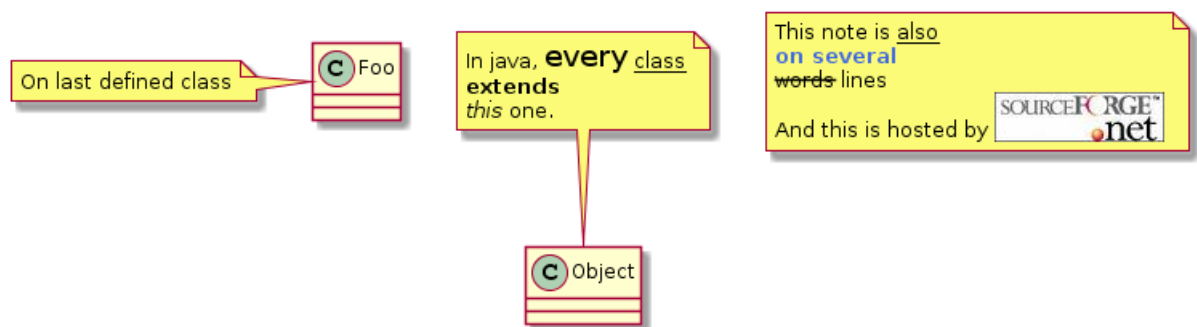 On last defined class
C Foo
In java, every class
extends
this one.
C Object
This note is also
on several
words lines
And this is hosted by SOURCEFORGE™
.net